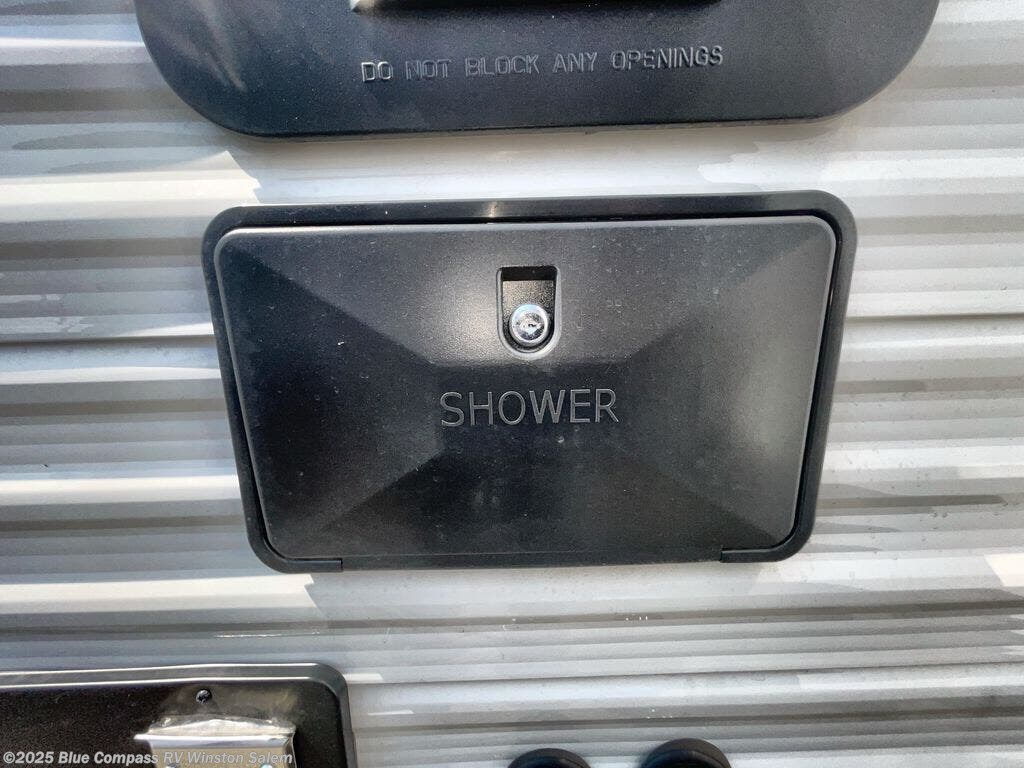 DO NOT BLOCK ANY OPENINGS
SHOWER
©2025 Blue Compass RV Winston Salem